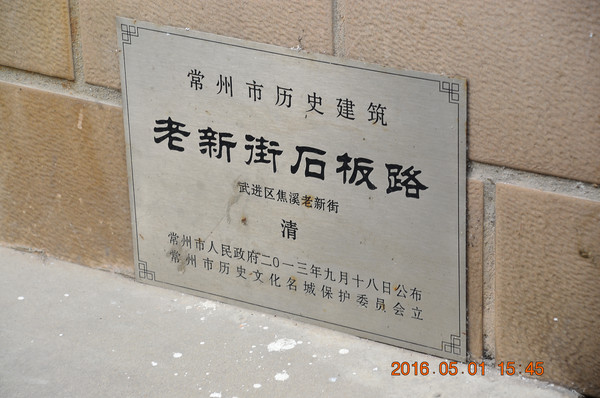 常州市历史建筑
老新街石板路
武进区焦溪老新街
清
常州市人民政府二〇一三年九月十八日公布
常州市历史文化名城保护委员会立
2016.05.01 15:45